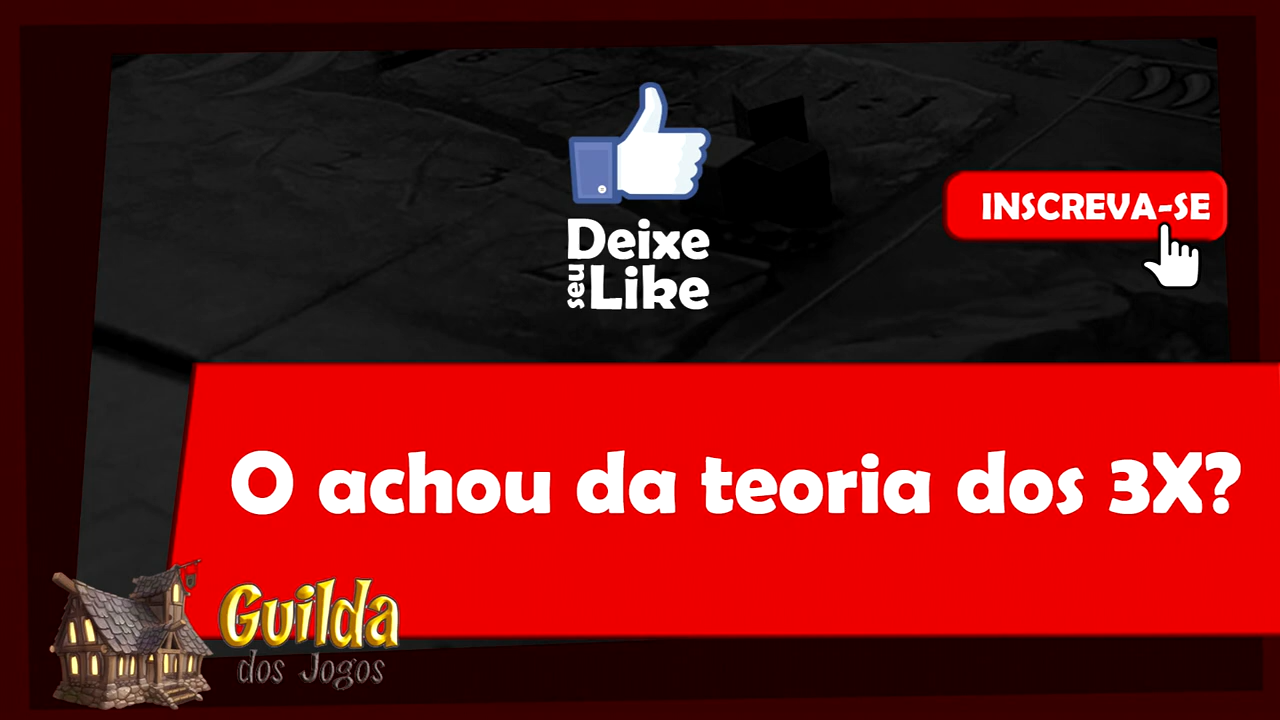 Deixe
seu Like
INSCREVA-SE
O achou da teoria dos 3X?
Guilda
dos Jogos